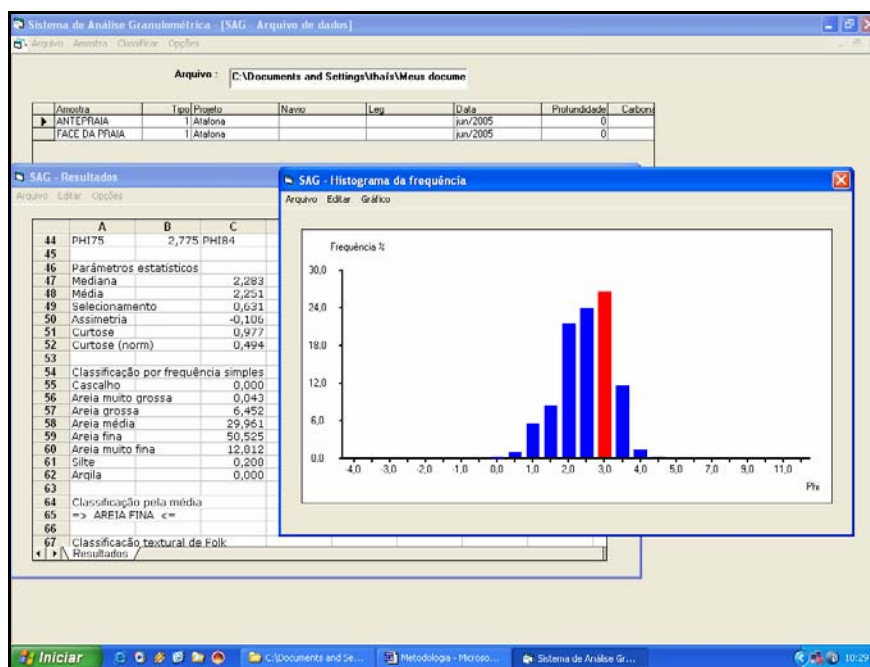 Sistema de Análise Granulométrica - [SAG - Arquivo de dados]
Arquivo Amostra Classificar Opções
Arquivo : C:\Documents and Settings\thaís\Meus docume
Amostra Tipo Projeto Navio Leg Data Profundidade Carbona
ANTEPRAIA 1 Atafona jun/2005 0
FACE DA PRAIA 1 Atafona jun/2005 0
SAG - Resultados
Arquivo Editar Opções
A B C
44 PHI75 2,775 PHI84
45
46 Parâmetros estatísticos
47 Mediana 2,283
48 Média 2,251
49 Selecionamento 0,631
50 Assimetria -0,106
51 Curtose 0,977
52 Curtose (norm) 0,494
53
54 Classificação por frequência simples
55 Cascalho 0,000
56 Areia muito grossa 0,043
57 Areia grossa 6,452
58 Areia média 29,961
59 Areia fina 50,525
60 Areia muito fina 12,812
61 Silte 0,200
62 Argila 0,000
63
64 Classificação pela média
65 => AREIA FINA <=
66
67 Classificação textural de Folk
Resultados
SAG - Histograma da frequência
Arquivo Editar Gráfico
Frequência %
30,0
24,0
18,0
12,0
6,0
0,0
-4,0 -3,0 -2,0 -1,0 0,0 1,0 2,0 3,0 4,0 5,0 7,0 9,0 11,0
Phi
Iniciar C:\Documents and Se... Metodologia - Microso... Sistema de Análise Gr... 10:29